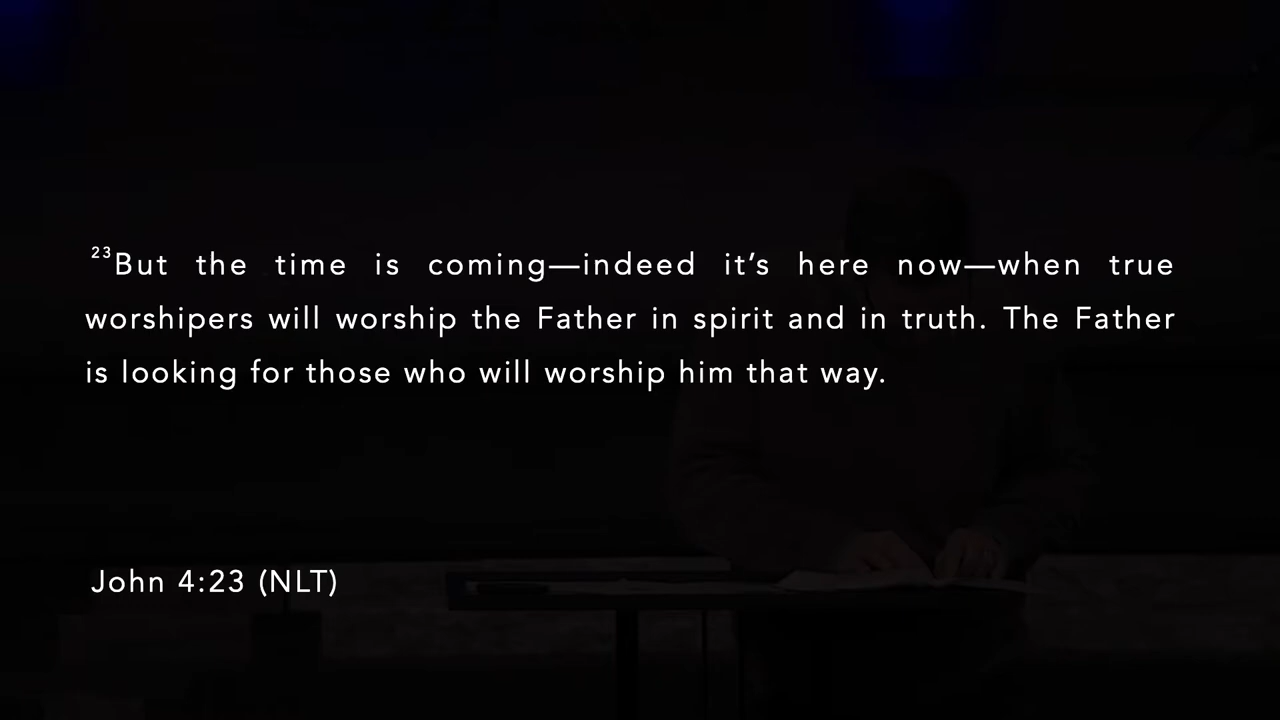 23But the time is coming—indeed it’s here now—when true
worshipers will worship the Father in spirit and in truth. The Father
is looking for those who will worship him that way.
John 4:23 (NLT)